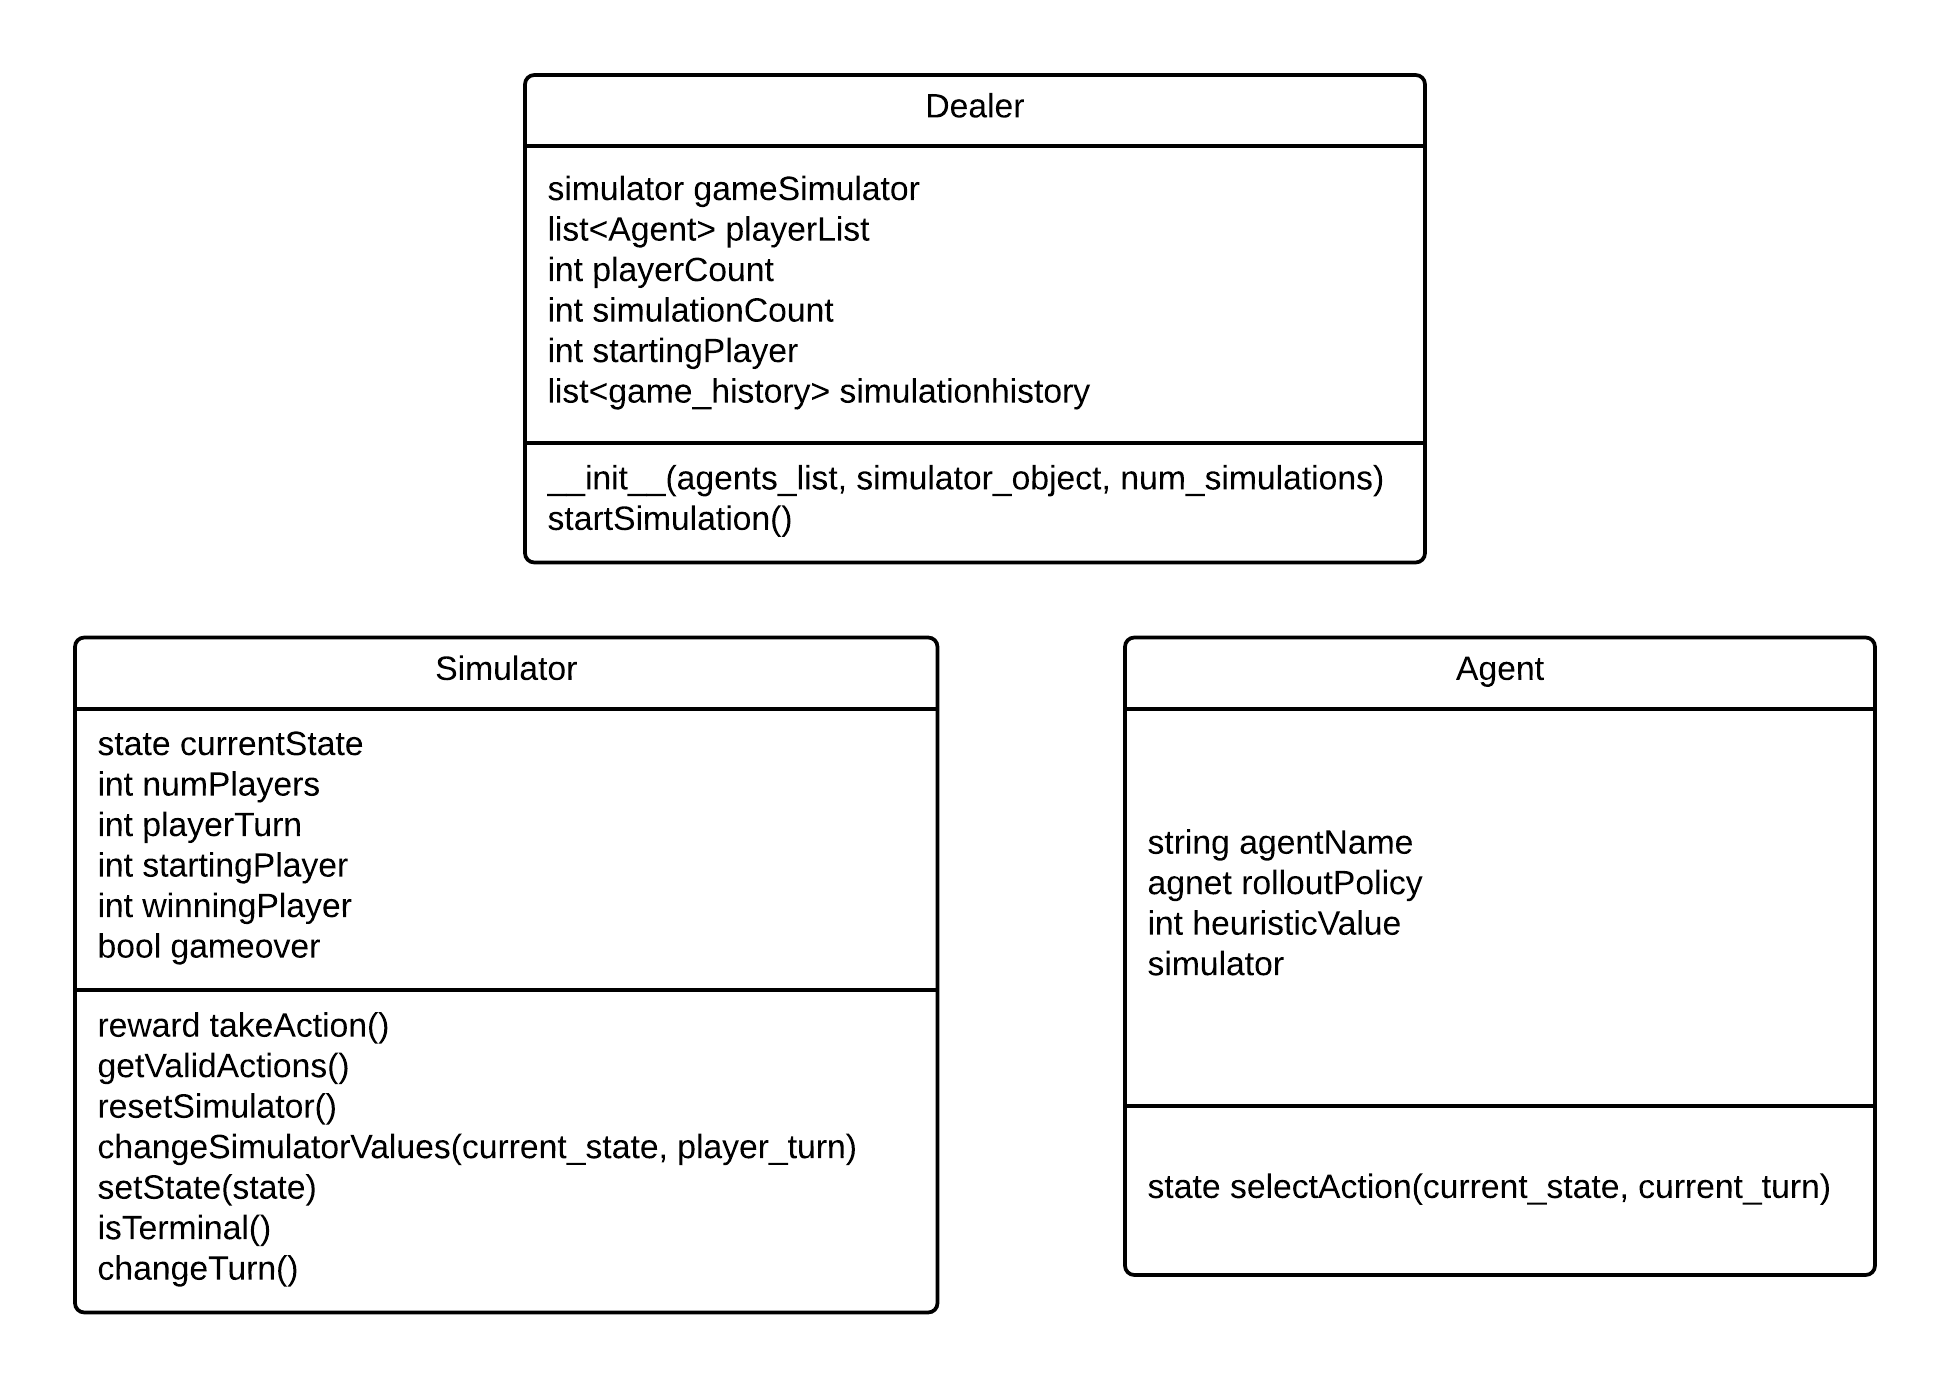 Dealer
simulator gameSimulator
list<Agent> playerList
int playerCount
int simulationCount
int startingPlayer
list<game_history> simulationhistory
__init__(agents_list, simulator_object, num_simulations)
startSimulation()
Simulator
state currentState
int numPlayers
int playerTurn
int startingPlayer
int winningPlayer
bool gameover
reward takeAction()
getValidActions()
resetSimulator()
changeSimulatorValues(current_state, player_turn)
setState(state)
isTerminal()
changeTurn()
Agent
string agentName
agnet rolloutPolicy
int heuristicValue
simulator
state selectAction(current_state, current_turn)